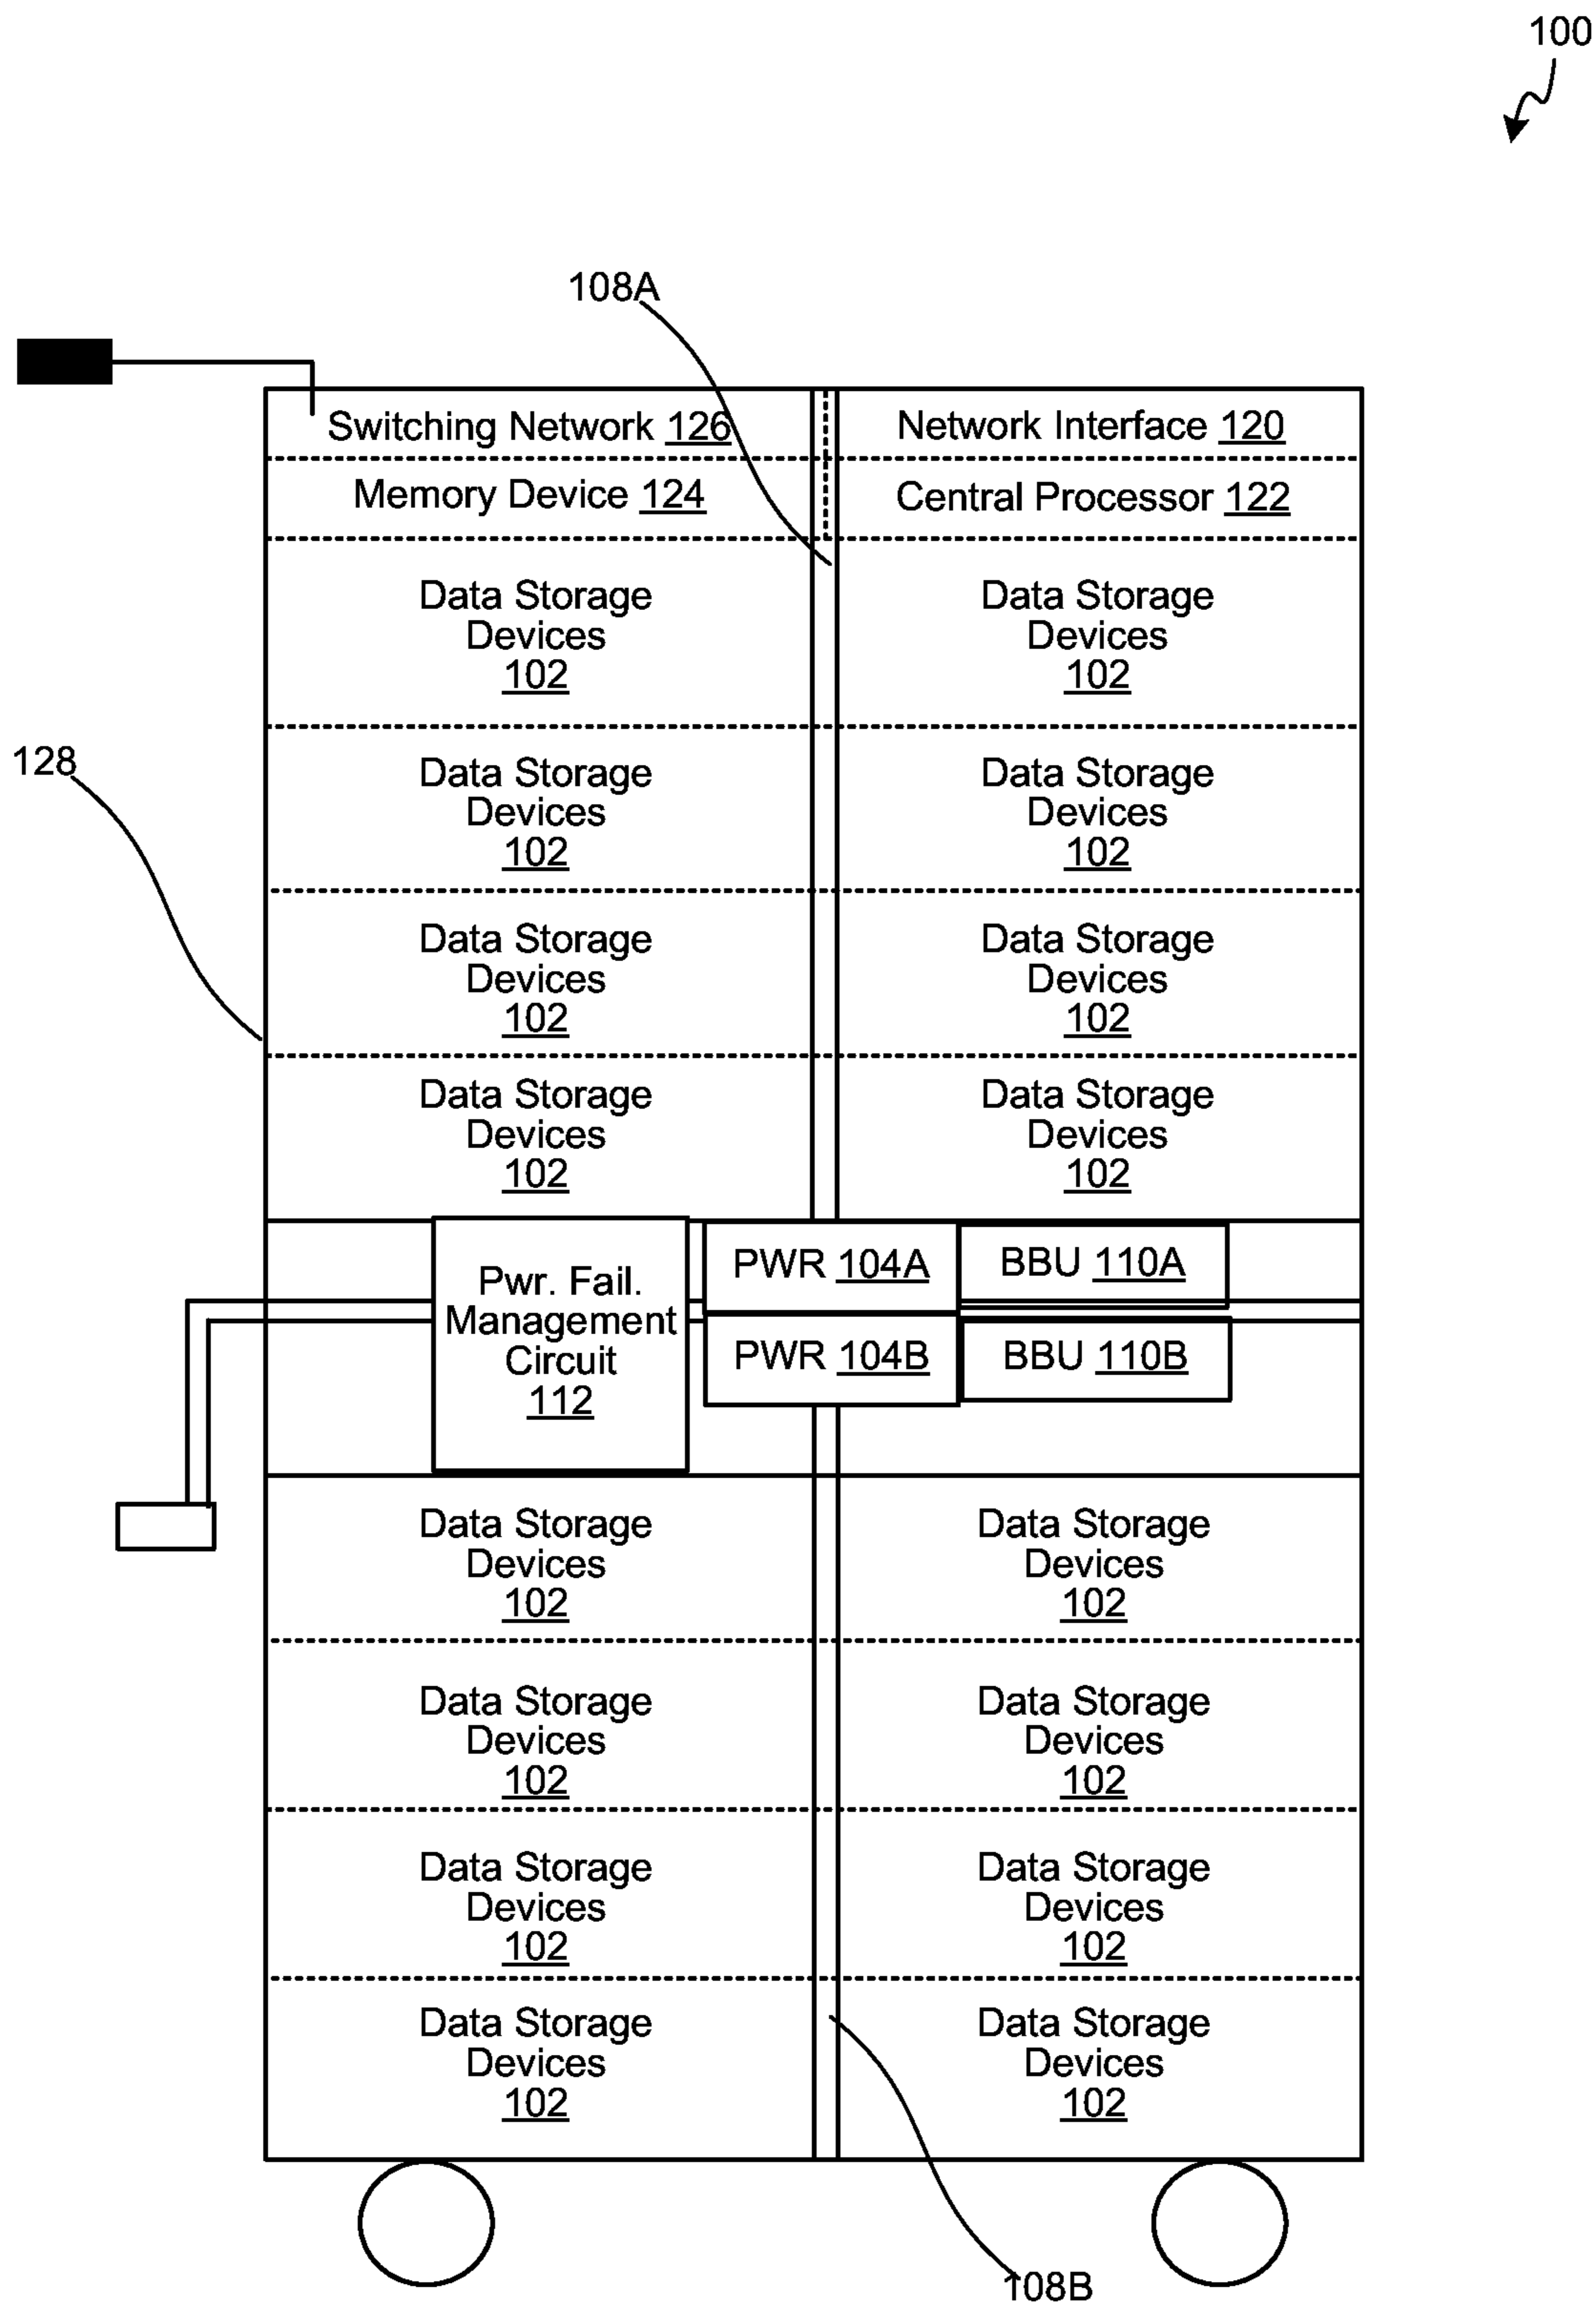 100
108A
Switching Network 126
Network Interface 120
Memory Device 124
Central Processor 122
Data Storage
Devices
102
Data Storage
Devices
102
128
Data Storage
Devices
102
Data Storage
Devices
102
Data Storage
Devices
102
Data Storage
Devices
102
Data Storage
Devices
102
Data Storage
Devices
102
Pwr. Fail.
Management
Circuit
112
PWR 104A
BBU 110A
PWR 104B
BBU 110B
Data Storage
Devices
102
Data Storage
Devices
102
Data Storage
Devices
102
Data Storage
Devices
102
Data Storage
Devices
102
Data Storage
Devices
102
Data Storage
Devices
102
Data Storage
Devices
102
108B